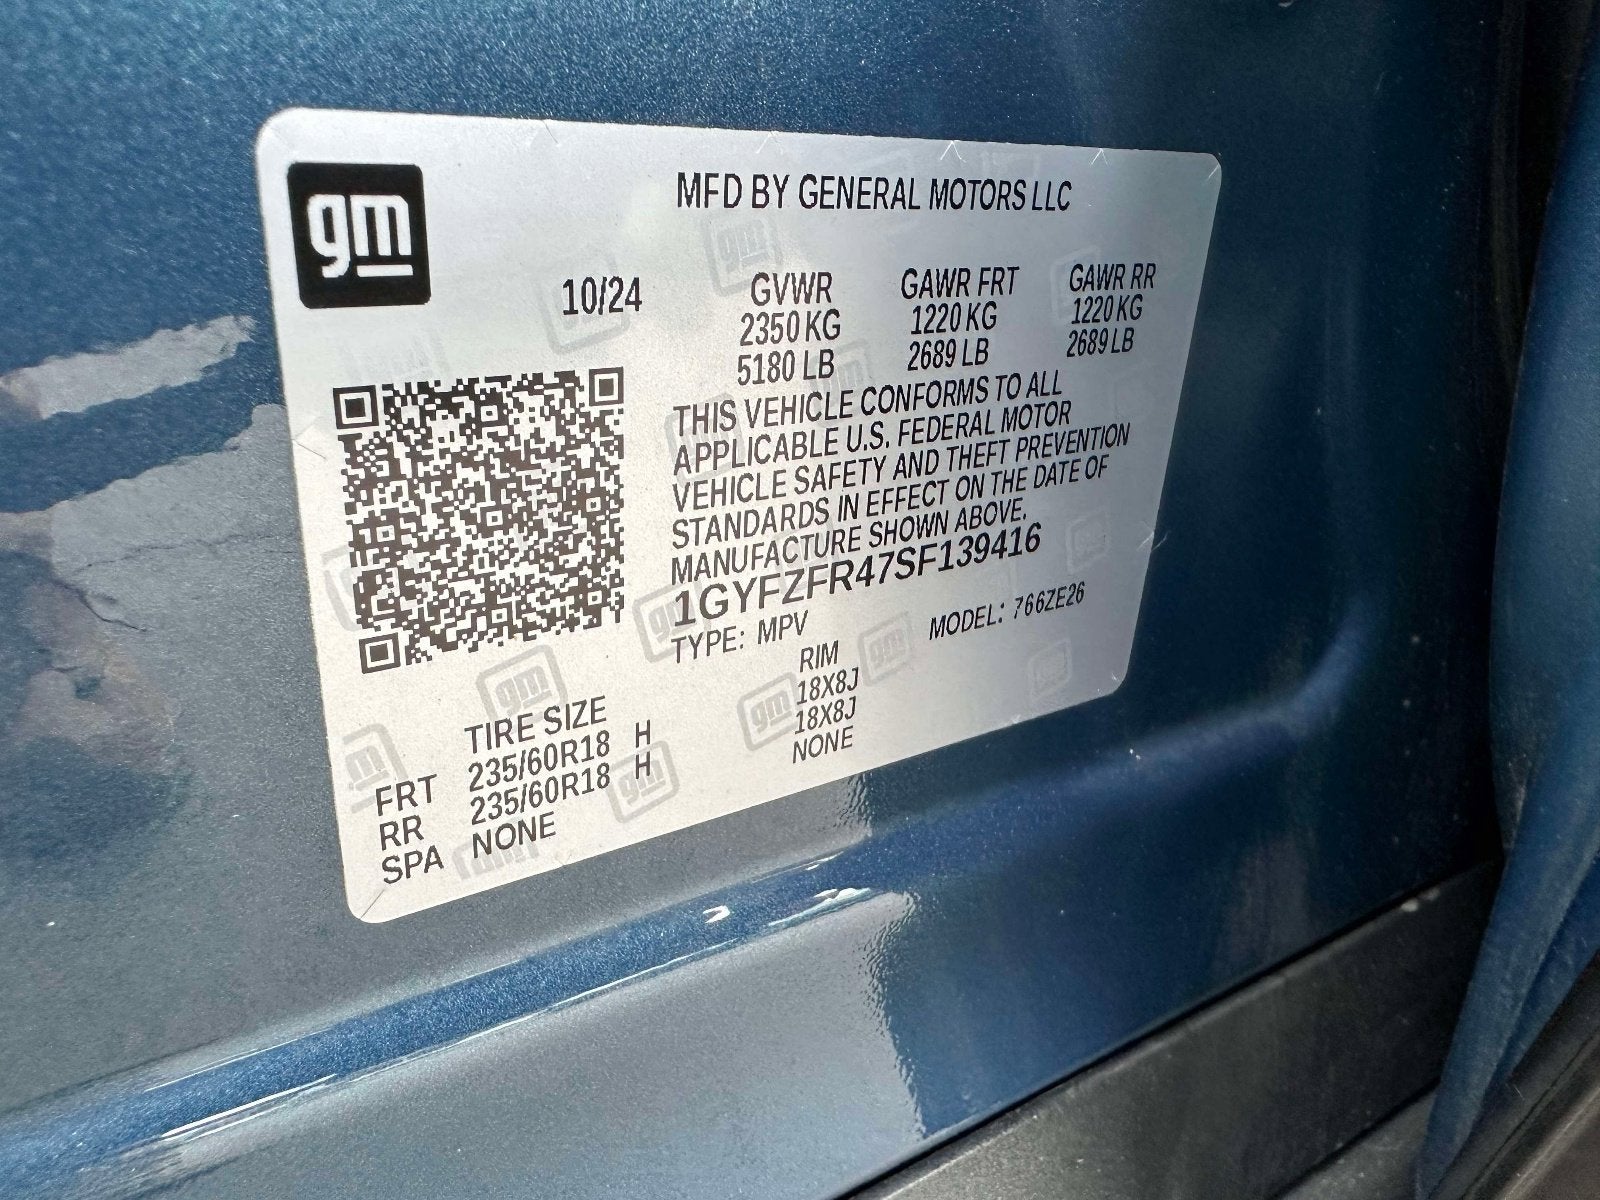 gm
MFD BY GENERAL MOTORS LLC
10/24 GVWR GAWR FRT GAWR RR
2350 KG 1220 KG 1220 KG
5180 LB 2689 LB 2689 LB
THIS VEHICLE CONFORMS TO ALL
APPLICABLE U.S. FEDERAL MOTOR
VEHICLE SAFETY AND THEFT PREVENTION
STANDARDS IN EFFECT ON THE DATE OF
MANUFACTURE SHOWN ABOVE.
1GYFZFR47SF139416
TYPE: MPV MODEL: 766ZE26
TIRE SIZE RIM
FRT 235/60R18 H 18X8J
RR 235/60R18 H 18X8J
SPA NONE NONE